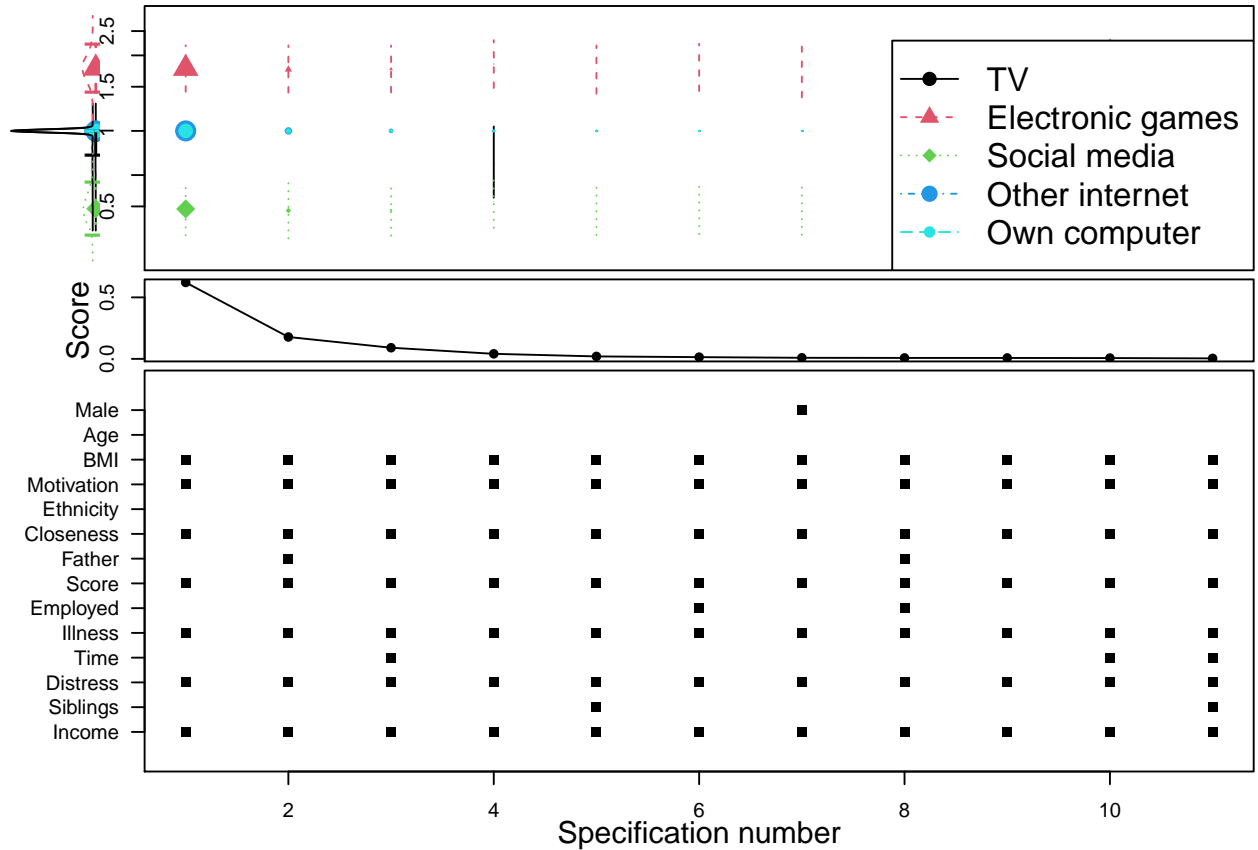 2.5
1.5
1
0.5
TV
Electronic games
Social media
Other internet
Own computer
Score
0.5
0.0
Male
Age
BMI
Motivation
Ethnicity
Closeness
Father
Score
Employed
Illness
Time
Distress
Siblings
Income
2 4 6 8 10
Specification number